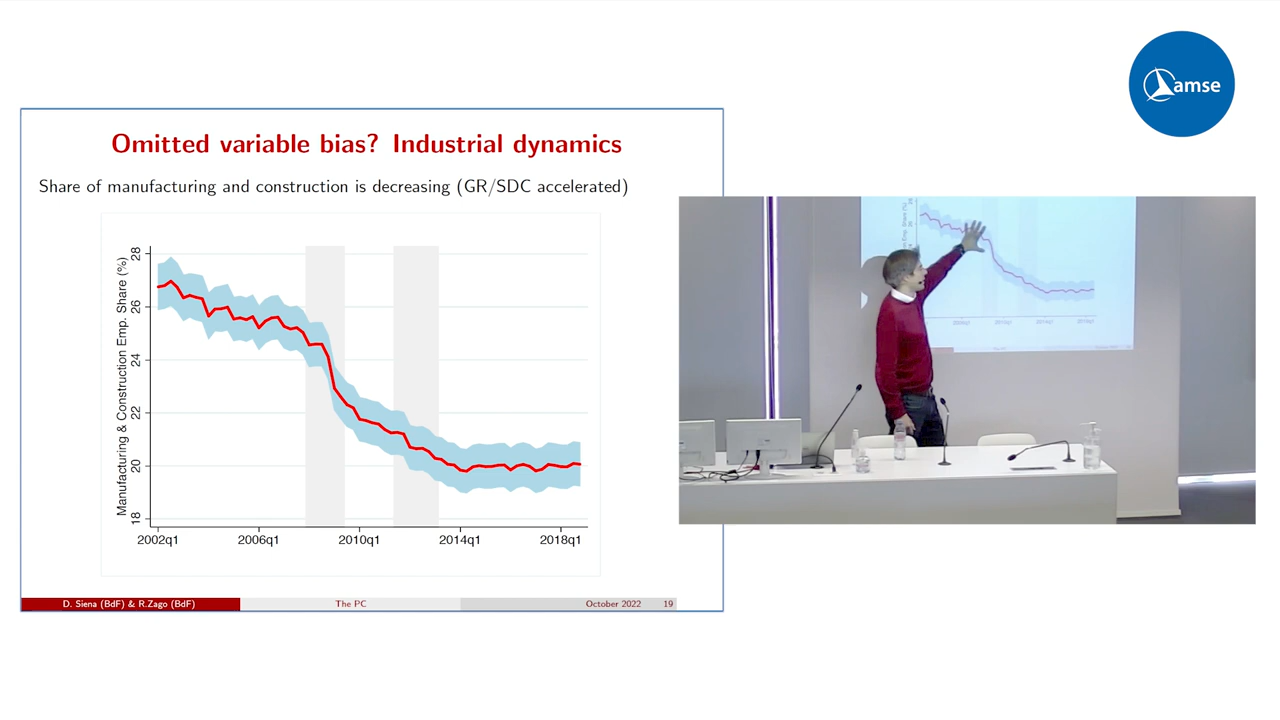 amse
Omitted variable bias? Industrial dynamics
Share of manufacturing and construction is decreasing (GR/SDC accelerated)
Manufacturing & Construction Emp. Share (%)
28
26
24
22
20
18
2002q1 2006q1 2010q1 2014q1 2018q1
D. Siena (BdF) & R.Zago (BdF) The PC October 2022 19